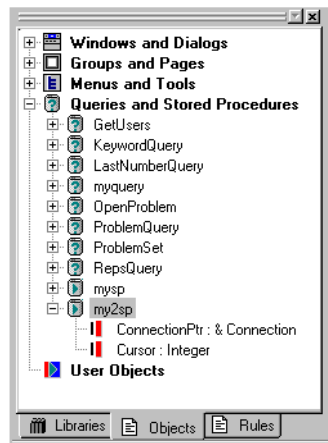 Windows and Dialogs
Groups and Pages
Menus and Tools
Queries and Stored Procedures
GetUsers
KeywordQuery
LastNumberQuery
myquery
OpenProblem
ProblemQuery
ProblemSet
RepsQuery
mysp
my2sp
ConnectionPtr : & Connection
Cursor : Integer
User Objects
Libraries Objects Rules